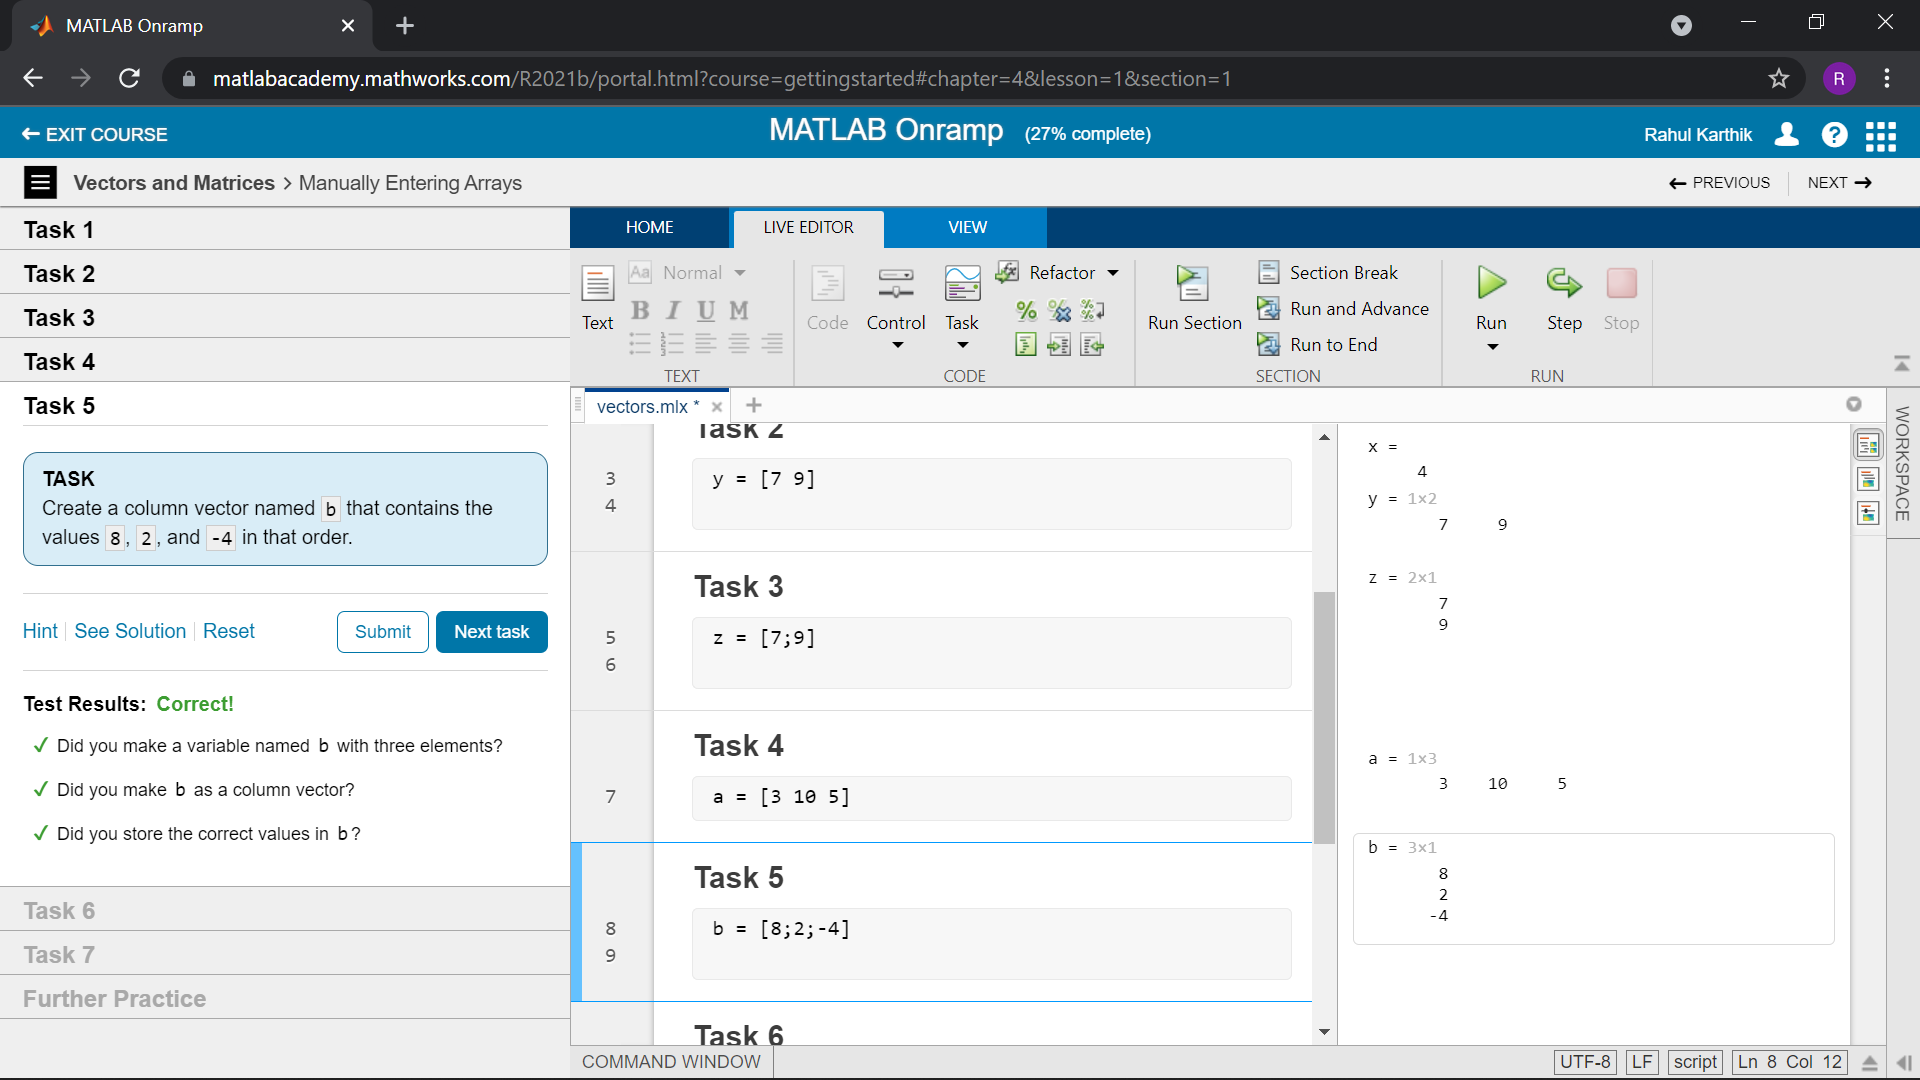 MATLAB Onramp
matlabacademy.mathworks.com/R2021b/portal.html?course=gettingstarted#chapter=4&lesson=1&section=1
R
EXIT COURSE
MATLAB Onramp (27% complete)
Rahul Karthik
?
Vectors and Matrices > Manually Entering Arrays
PREVIOUS
NEXT
Task 1
Task 2
Task 3
Task 4
Task 5
TASK
Create a column vector named b that contains the
values 8, 2, and -4 in that order.
Hint See Solution Reset
Submit
Next task
Test Results: Correct!
Did you make a variable named b with three elements?
Did you make b as a column vector?
Did you store the correct values in b?
Task 6
Task 7
Further Practice
HOME
LIVE EDITOR
VIEW
Text
Aa Normal
B I U M
TEXT
Code
Control
Task
Refactor
CODE
Run Section
Section Break
Run and Advance
Run to End
SECTION
Run
Step
Stop
RUN
vectors.mlx *
WORKSPACE
Task 2
3 y = [7 9]
4
Task 3
5 z = [7;9]
6
Task 4
7 a = [3 10 5]
Task 5
8 b = [8;2;-4]
9
Task 6
x =
4
y = 1×2
7 9
z = 2×1
7
9
a = 1×3
3 10 5
b = 3×1
8
2
-4
COMMAND WINDOW
UTF-8 LF script Ln 8 Col 12